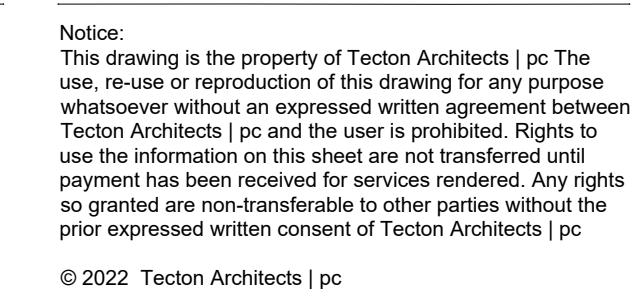 Notice:
This drawing is the property of Tecton Architects | pc The
use, re-use or reproduction of this drawing for any purpose
whatsoever without an expressed written agreement between
Tecton Architects | pc and the user is prohibited. Rights to
use the information on this sheet are not transferred until
payment has been received for services rendered. Any rights
so granted are non-transferable to other parties without the
prior expressed written consent of Tecton Architects | pc
© 2022 Tecton Architects | pc